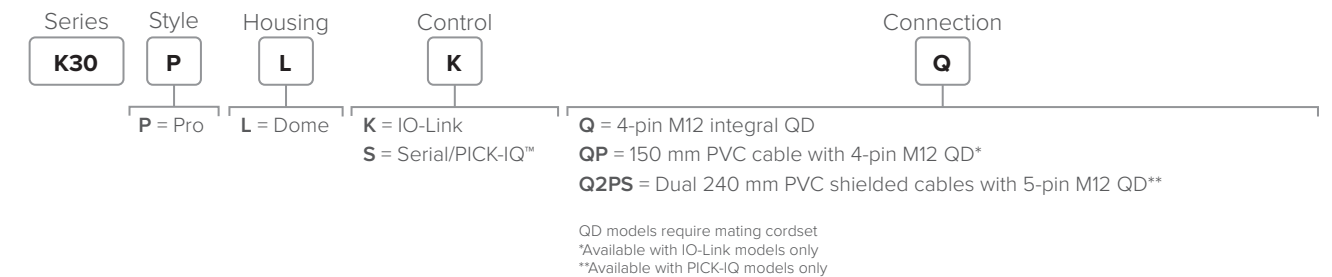 Series Style Housing Control Connection
K30 P L K Q
P = Pro L = Dome K = IO-Link Q = 4-pin M12 integral QD
S = Serial/PICK-IQ™ QP = 150 mm PVC cable with 4-pin M12 QD*
Q2PS = Dual 240 mm PVC shielded cables with 5-pin M12 QD**
QD models require mating cordset
*Available with IO-Link models only
**Available with PICK-IQ models only